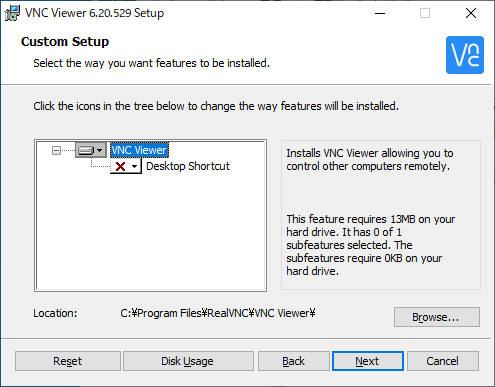 VNC Viewer 6.20.529 Setup
Custom Setup
Select the way you want features to be installed.
Click the icons in the tree below to change the way features will be installed.
VNC Viewer
Desktop Shortcut
Installs VNC Viewer allowing you to
control other computers remotely.
This feature requires 13MB on your
hard drive. It has 0 of 1
subfeatures selected. The
subfeatures require 0KB on your
hard drive.
Location: C:¥Program Files¥RealVNC¥VNC Viewer¥
Browse...
Reset Disk Usage Back Next Cancel